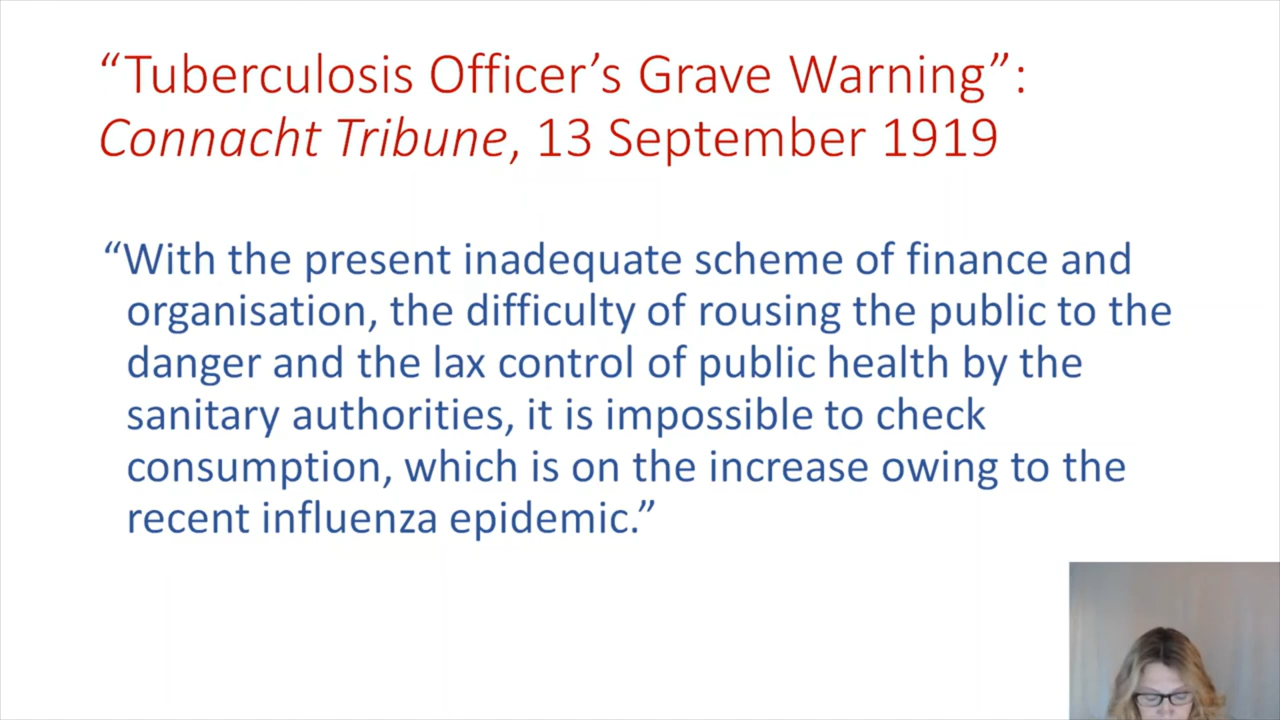 “Tuberculosis Officer’s Grave Warning”:
Connacht Tribune, 13 September 1919
“With the present inadequate scheme of finance and
organisation, the difficulty of rousing the public to the
danger and the lax control of public health by the
sanitary authorities, it is impossible to check
consumption, which is on the increase owing to the
recent influenza epidemic.”